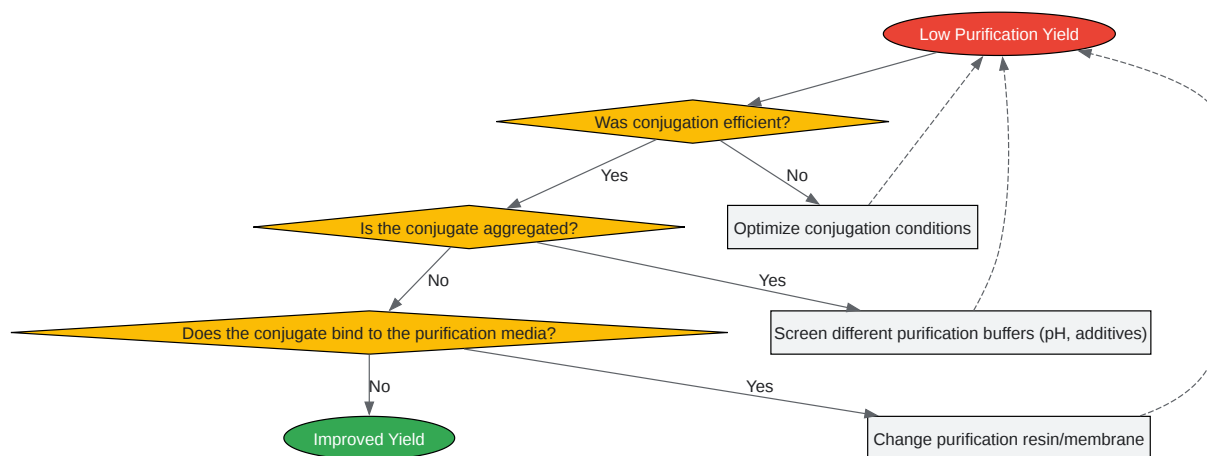 Low Purification Yield
Was conjugation efficient?
Yes
No
Is the conjugate aggregated?
Optimize conjugation conditions
No
Yes
Does the conjugate bind to the purification media?
Screen different purification buffers (pH, additives)
No
Yes
Improved Yield
Change purification resin/membrane